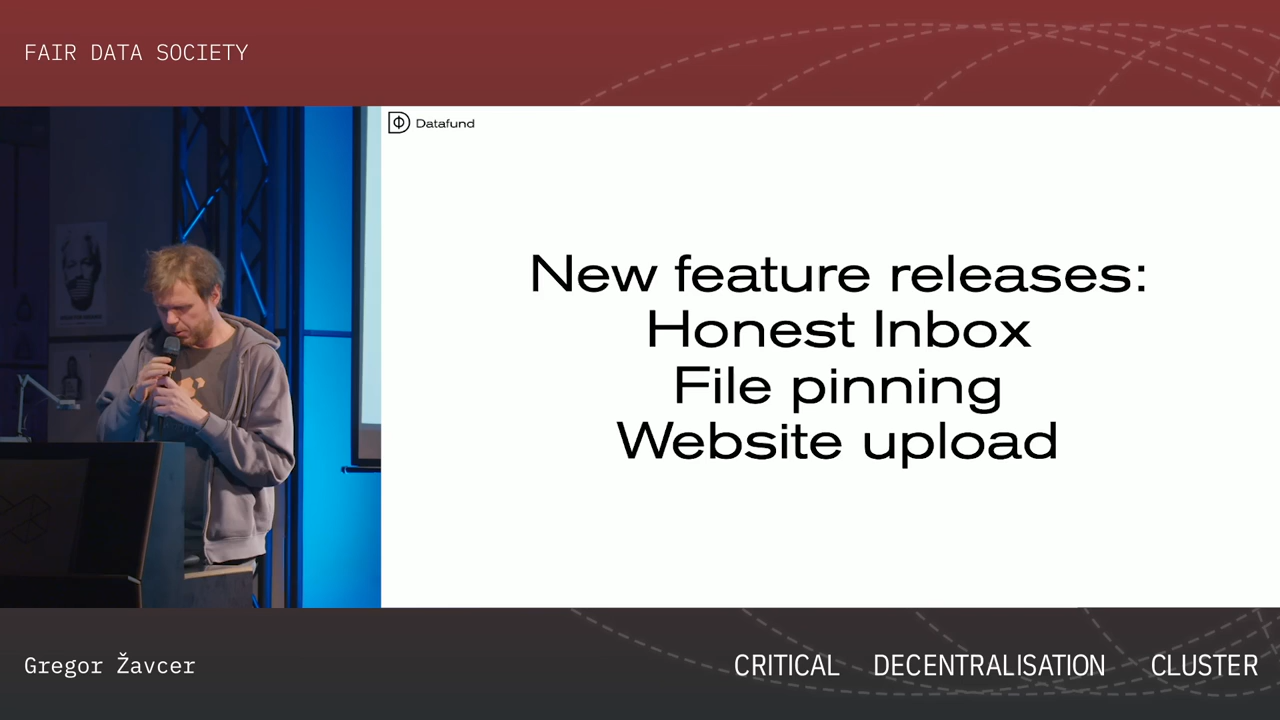 FAIR DATA SOCIETY
Datafund
New feature releases:
Honest Inbox
File pinning
Website upload
Gregor Žavcer
CRITICAL DECENTRALISATION CLUSTER